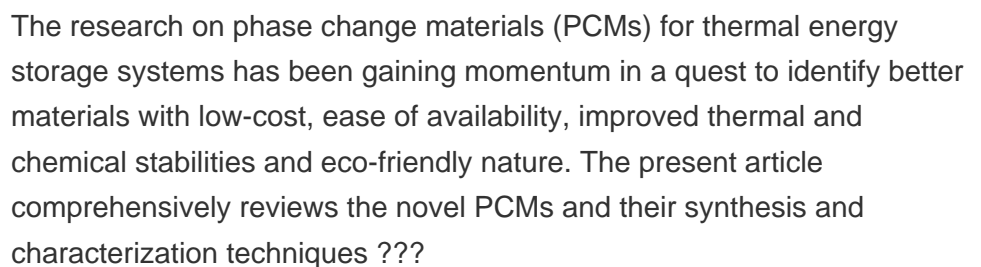 The research on phase change materials (PCMs) for thermal energy
storage systems has been gaining momentum in a quest to identify better
materials with low-cost, ease of availability, improved thermal and
chemical stabilities and eco-friendly nature. The present article
comprehensively reviews the novel PCMs and their synthesis and
characterization techniques ???